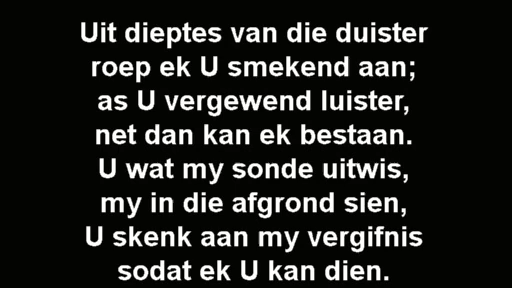 Uit dieptes van die duister
roep ek U smekend aan;
as U vergewend luister,
net dan kan ek bestaan.
U wat my sonde uitwis,
my in die afgrond sien,
U skenk aan my vergifnis
sodat ek U kan dien.